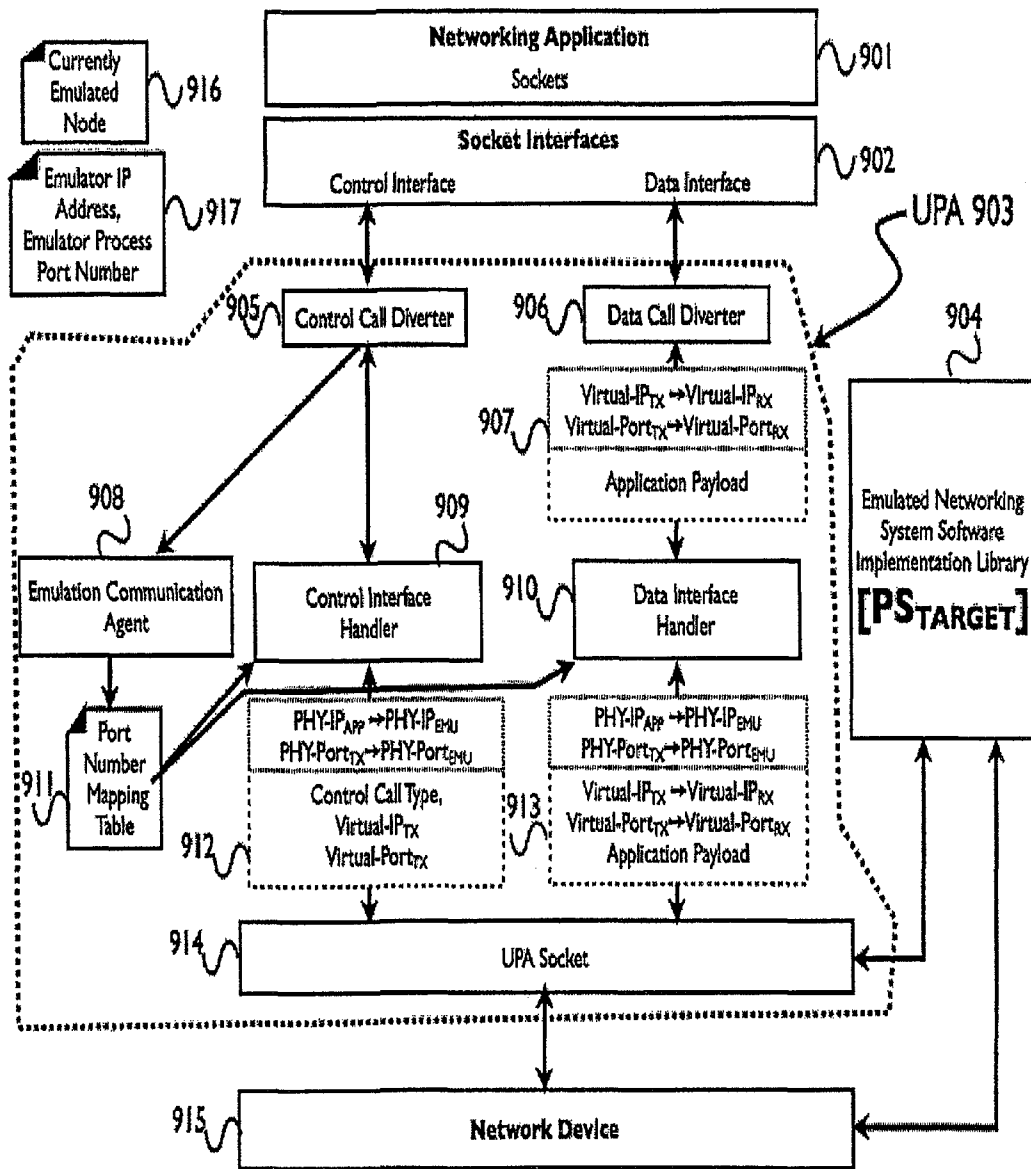 Networking Application
Sockets
901
Currently
Emulated
Node
916
Socket Interfaces
Control Interface
Data Interface
902
Emulator IP
Address,
Emulator Process
Port Number
917
UPA 903
905
Control Call Diverter
906
Data Call Diverter
904
907
Virtual-IPTX→Virtual-IPRX
Virtual-PortTX→Virtual-PortRX
Application Payload
Emulated Networking
System Software
Implementation Library
[PSTARGET]
908
Emulation Communication
Agent
909
Control Interface
Handler
910
Data Interface
Handler
911
Port
Number
Mapping
Table
912
PHY-IPAPP→PHY-IPEMU
PHY-PortTX→PHY-PortEMU
Control Call Type,
Virtual-IPTX
Virtual-PortTX
913
PHY-IPAPP→PHY-IPEMU
PHY-PortTX→PHY-PortEMU
Virtual-IPTX→Virtual-IPRX
Virtual-PortTX→Virtual-PortRX
Application Payload
914
UPA Socket
915
Network Device